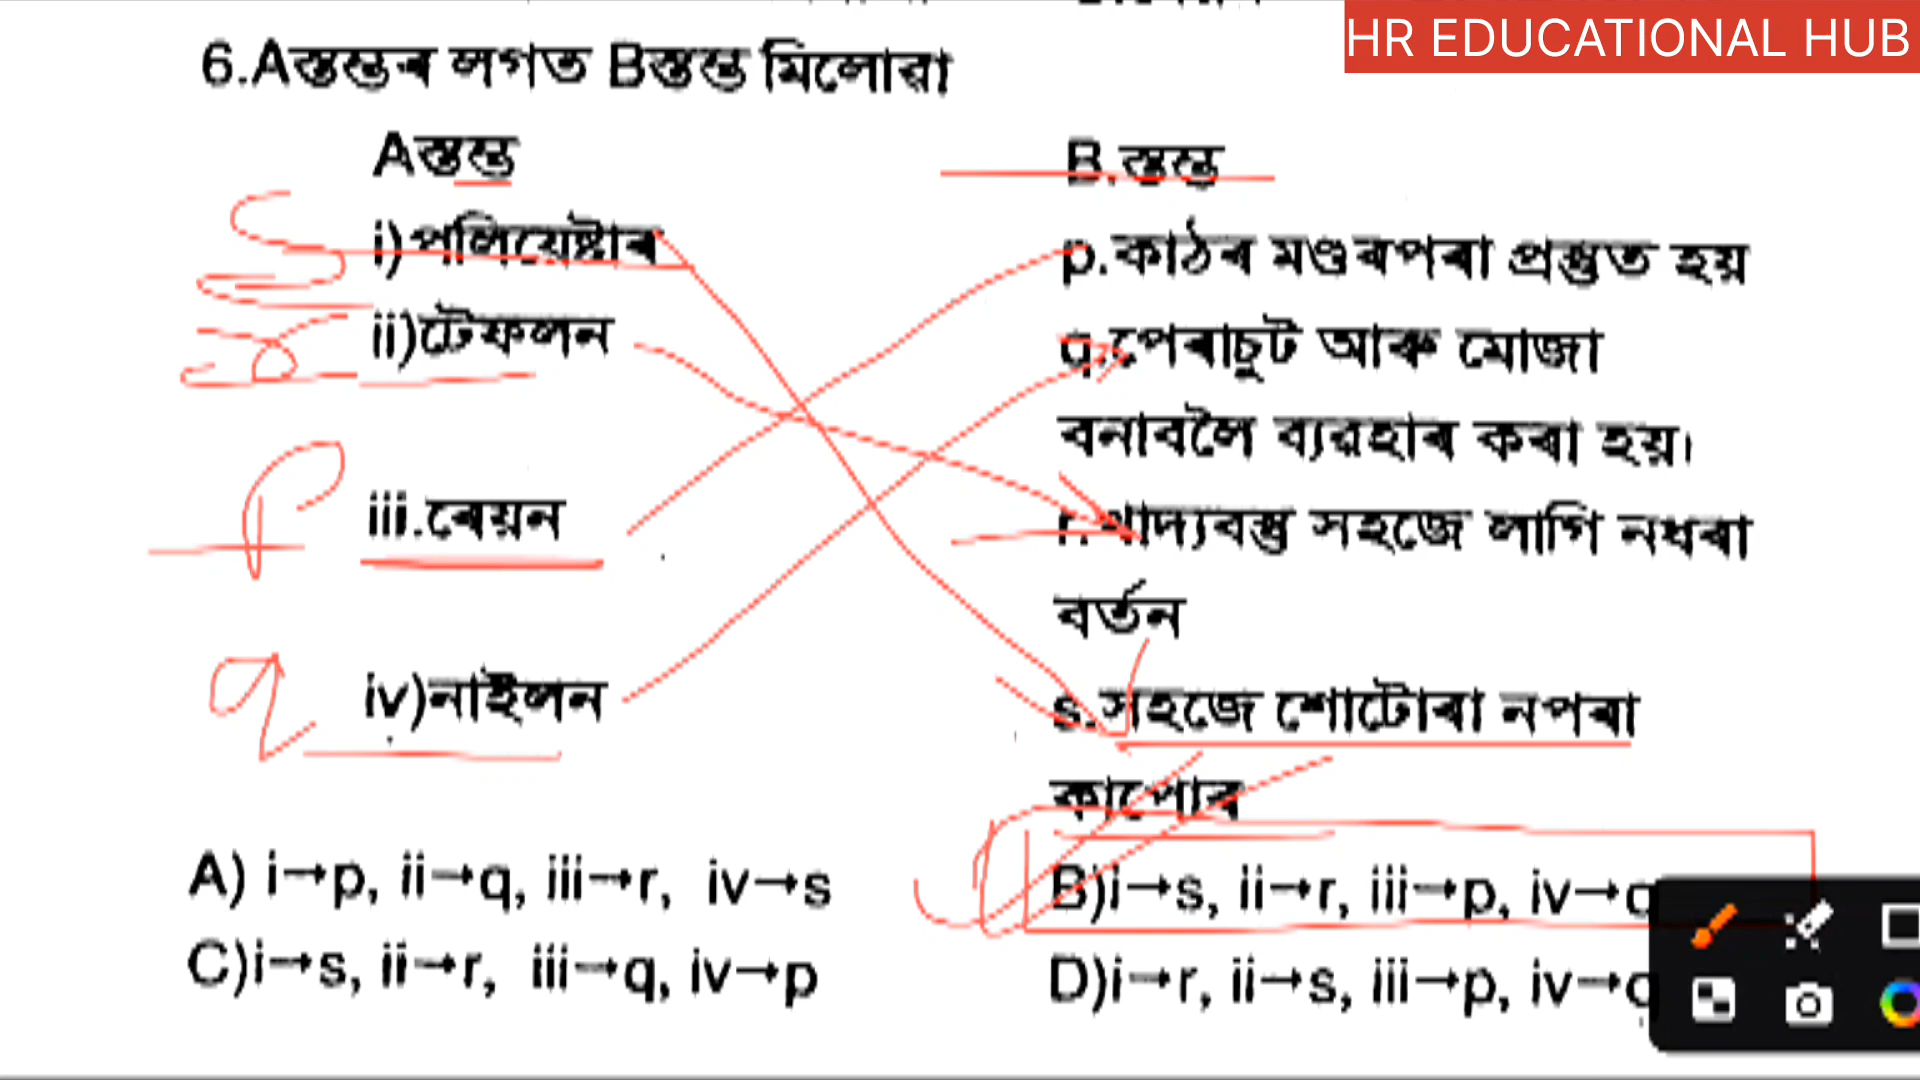 HR EDUCATIONAL HUB
6.Aস্তম্ভৰ লগত Bস্তম্ভ মিলোৱা
Aস্তম্ভ
B.স্তম্ভ
i)পলিয়েষ্টাৰ
p.কাঠৰ মণ্ডৰপৰা প্ৰস্তুত হয়
ii)টেফলন
q.পেৰাচুট আৰু মোজা
বনাবলৈ ব্যৱহাৰ কৰা হয়।
iii.ৰেয়ন
r.খাদ্যবস্তু সহজে লাগি নধৰা
বৰ্তন
iv)নাইলন
s.সহজে শোটোৰা নপৰা
কাপোৰ
A) i→p, ii→q, iii→r, iv→s
B)i→s, ii→r, iii→p, iv→q
C)i→s, ii→r, iii→q, iv→p
D)i→r, ii→s, iii→p, iv→q
p
q